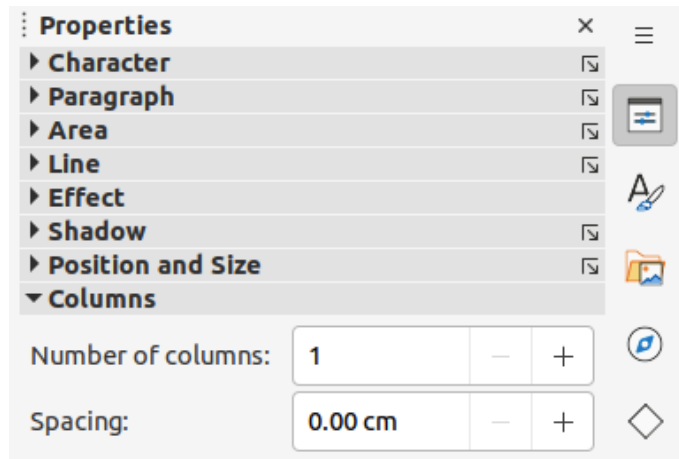 Properties
Character
Paragraph
Area
Line
Effect
Shadow
Position and Size
Columns
Number of columns: 1
Spacing: 0.00 cm